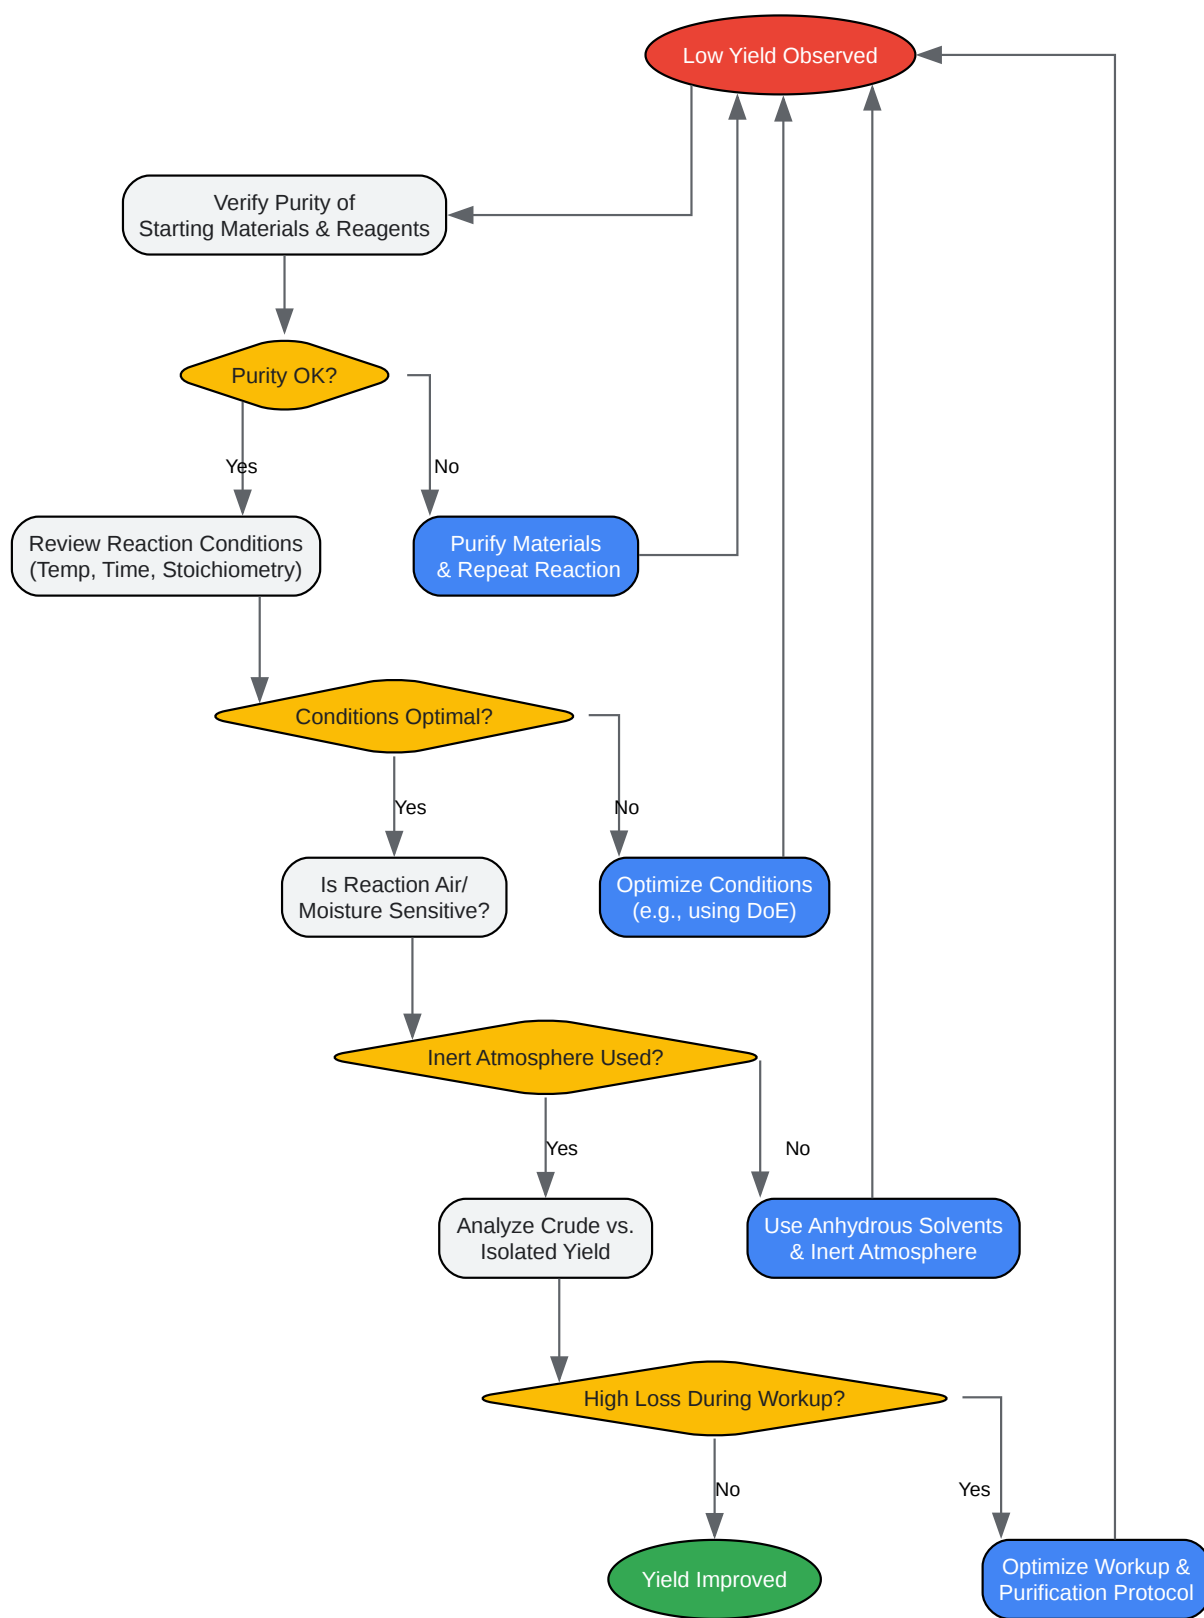 Low Yield Observed
Verify Purity of
Starting Materials & Reagents
Purity OK?
Yes
No
Review Reaction Conditions
(Temp, Time, Stoichiometry)
Purify Materials
& Repeat Reaction
Conditions Optimal?
Yes
No
Is Reaction Air/
Moisture Sensitive?
Optimize Conditions
(e.g., using DoE)
Inert Atmosphere Used?
Yes
No
Analyze Crude vs.
Isolated Yield
Use Anhydrous Solvents
& Inert Atmosphere
High Loss During Workup?
No
Yes
Yield Improved
Optimize Workup &
Purification Protocol